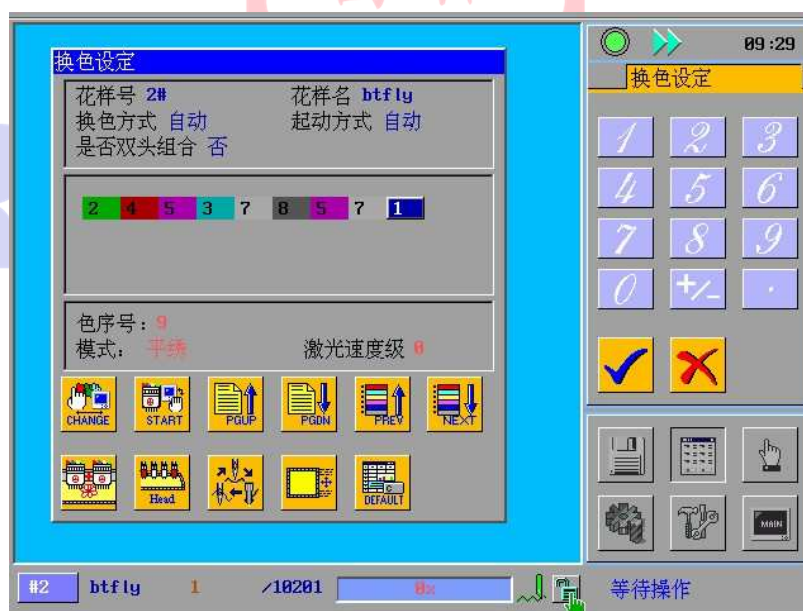 09:29
换色设定
换色设定
花样号 2# 花样名 btfly
换色方式 自动 起动方式 自动
是否双头组合 否
2 4 5 3 7 8 5 7 1
色序号: 9
模式: 平绣 激光速度级 0
CHANGE START PGUP PGDN PREV NEXT
Head DEFAULT
1 2 3
4 5 6
7 8 9
0 +/- .
MAIN
#2 btfly 1 /10201 0% 等待操作